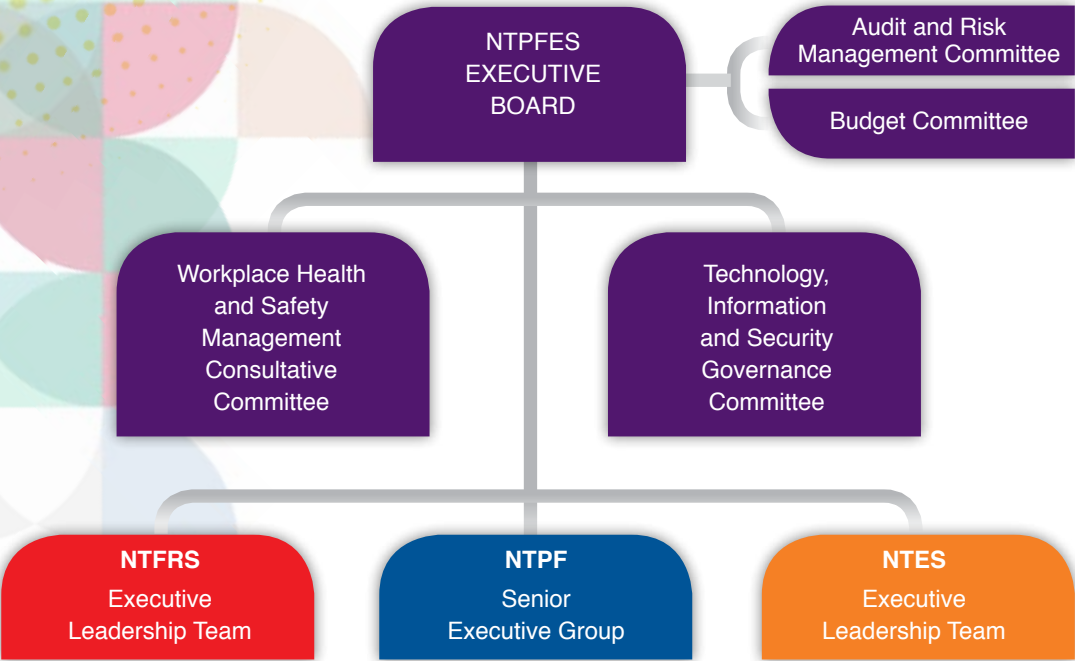 NTPFES
EXECUTIVE
BOARD
Audit and Risk
Management Committee
Budget Committee
Workplace Health
and Safety
Management
Consultative
Committee
Technology,
Information
and Security
Governance
Committee
NTFRS
Executive
Leadership Team
NTPF
Senior
Executive Group
NTES
Executive
Leadership Team